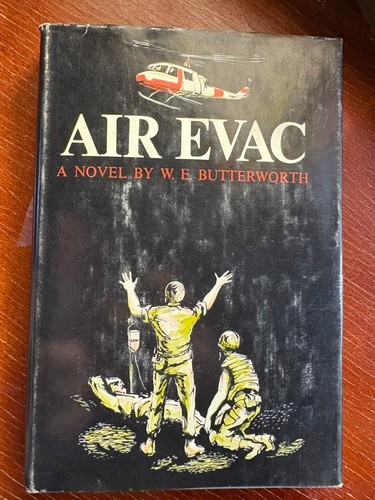 AIR EVAC
A NOVEL BY W. E. BUTTERWORTH